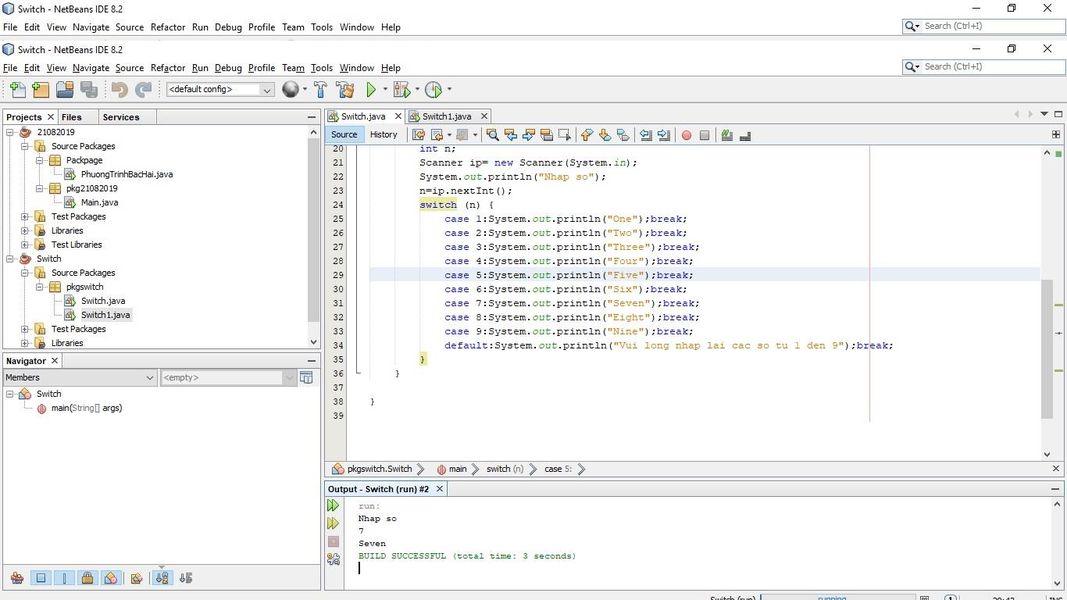 Switch - NetBeans IDE 8.2
File Edit View Navigate Source Refactor Run Debug Profile Team Tools Window Help
Search (Ctrl+I)
Switch - NetBeans IDE 8.2
File Edit View Navigate Source Refactor Run Debug Profile Team Tools Window Help
Search (Ctrl+I)
<default config>
Projects Files Services
21082019
Source Packages
Packpage
PhuongTrinhBacHai.java
pkg21082019
Main.java
Test Packages
Libraries
Test Libraries
Switch
Source Packages
pkgswitch
Switch.java
Switch1.java
Test Packages
Libraries
Navigator
Members <empty>
Switch
main(String[] args)
Switch.java Switch1.java
Source History
20 int n;
21 Scanner ip= new Scanner(System.in);
22 System.out.println("Nhap so");
23 n=ip.nextInt();
24 switch (n) {
25 case 1:System.out.println("One");break;
26 case 2:System.out.println("Two");break;
27 case 3:System.out.println("Three");break;
28 case 4:System.out.println("Four");break;
29 case 5:System.out.println("Five");break;
30 case 6:System.out.println("Six");break;
31 case 7:System.out.println("Seven");break;
32 case 8:System.out.println("Eight");break;
33 case 9:System.out.println("Nine");break;
34 default:System.out.println("Vui long nhap lai cac so tu 1 den 9");break;
35 }
36 }
37
38 }
39
pkgswitch.Switch main switch (n) case 5:
Output - Switch (run) #2
run:
Nhap so
7
Seven
BUILD SUCCESSFUL (total time: 3 seconds)
Switch (run) running